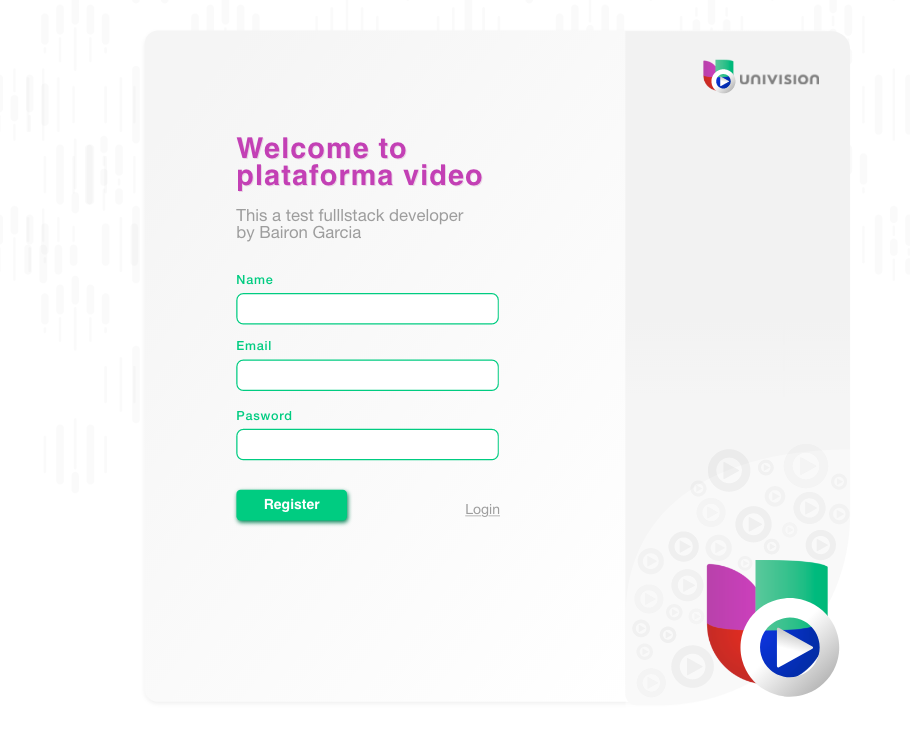 UNIVISION
Welcome to
plataforma video
This a test fulllstack developer
by Bairon Garcia
Name
Email
Pasword
Register
Login